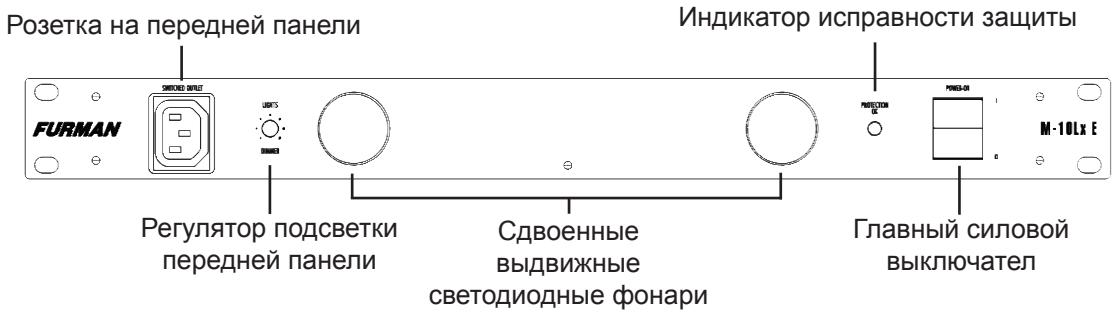 Розетка на передней панели
Индикатор исправности защиты
SWITCHED OUTLET
LIGHTS
PROTECTION
OK
POWER-ON
FURMAN
M-10Lx E
DIMMER
Регулятор подсветки
передней панели
Сдвоенные
выдвижные
светодиодные фонари
Главный силовой
выключател